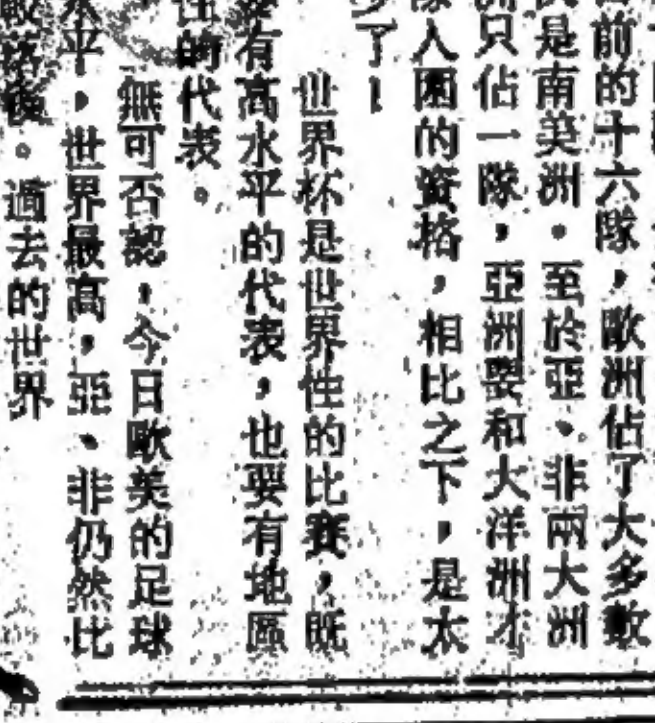 前的十六隊，歐洲佔了大多數
是南美洲。至於亞、非兩大洲
只佔一隊，亞洲要和大洋洲才
人圍的資格，相比之下，是太
了！
世界杯是世界性的比賽，既
有高水平的代表，也要有地區
性的代表。
無可否認，今日歐美的足球
水平，世界最高，亞、非仍然比
較落後。過去的世界